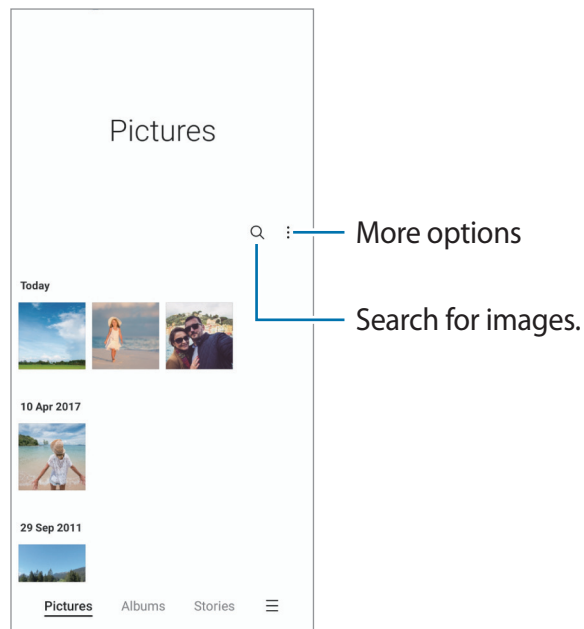 Pictures
More options
Search for images.
Today
10 Apr 2017
29 Sep 2011
Pictures Albums Stories